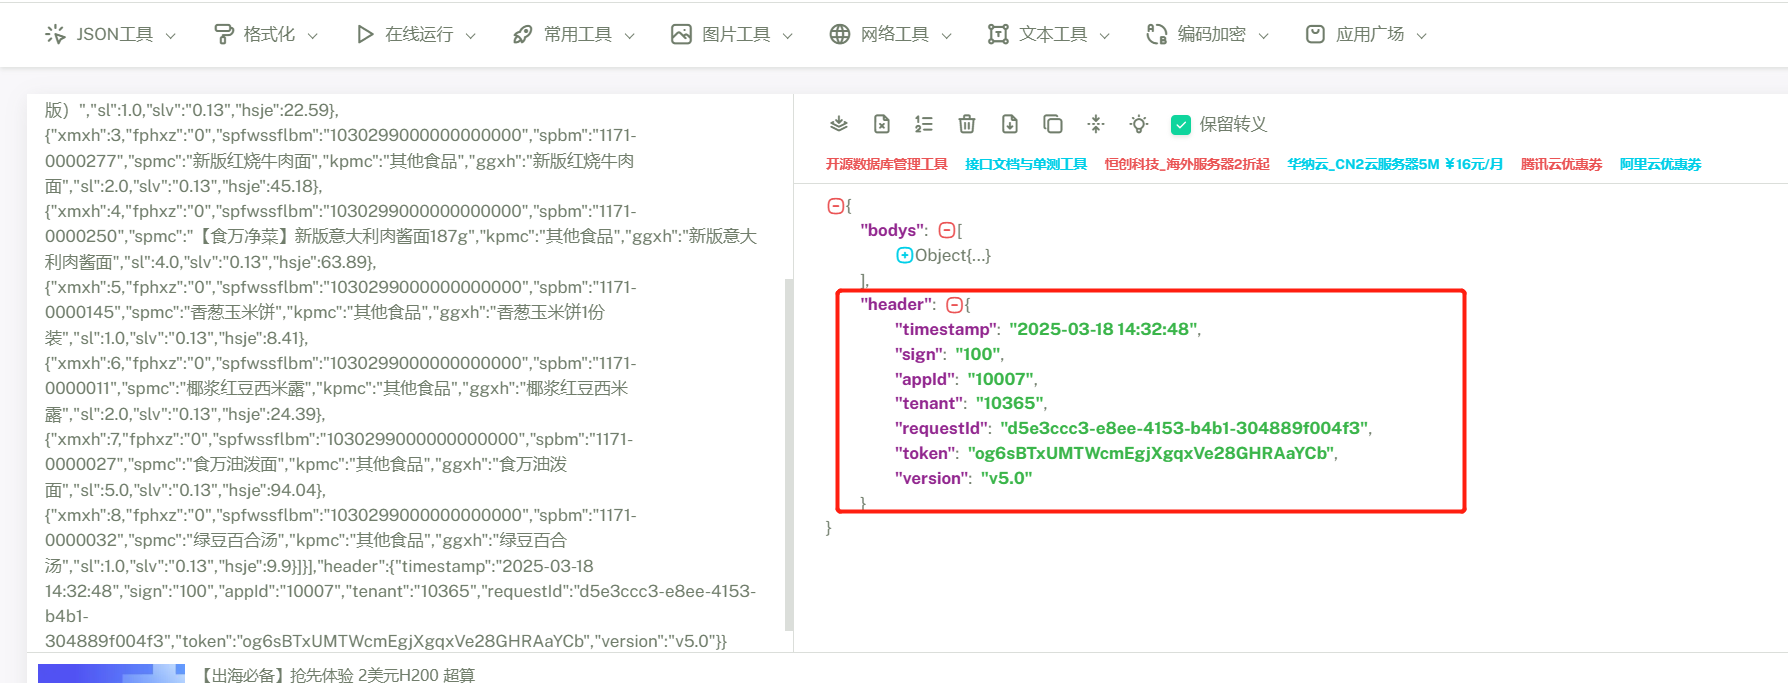 JSON工具 格式化 在线运行 常用工具 图片工具 网络工具 文本工具 编码加密 应用广场
版）","sl":1.0,"slv":"0.13","hsje":22.59},
{"xmxh":3,"fphxz":"0","spfwssflbm":"1030299000000000000","spbm":"1171-
0000277","spmc":"新版红烧牛肉面","kpmc":"其他食品","ggxh":"新版红烧牛肉
面","sl":2.0,"slv":"0.13","hsje":45.18},
{"xmxh":4,"fphxz":"0","spfwssflbm":"1030299000000000000","spbm":"1171-
0000250","spmc":"【食万净菜】新版意大利肉酱面187g","kpmc":"其他食品","ggxh":"新版意大
利肉酱面","sl":4.0,"slv":"0.13","hsje":63.89},
{"xmxh":5,"fphxz":"0","spfwssflbm":"1030299000000000000","spbm":"1171-
0000145","spmc":"香葱玉米饼","kpmc":"其他食品","ggxh":"香葱玉米饼1份
装","sl":1.0,"slv":"0.13","hsje":8.41},
{"xmxh":6,"fphxz":"0","spfwssflbm":"1030299000000000000","spbm":"1171-
0000011","spmc":"椰浆红豆西米露","kpmc":"其他食品","ggxh":"椰浆红豆西米
露","sl":2.0,"slv":"0.13","hsje":24.39},
{"xmxh":7,"fphxz":"0","spfwssflbm":"1030299000000000000","spbm":"1171-
0000027","spmc":"食万油泼面","kpmc":"其他食品","ggxh":"食万油泼
面","sl":5.0,"slv":"0.13","hsje":94.04},
{"xmxh":8,"fphxz":"0","spfwssflbm":"1030299000000000000","spbm":"1171-
0000032","spmc":"绿豆百合汤","kpmc":"其他食品","ggxh":"绿豆百合
汤","sl":1.0,"slv":"0.13","hsje":9.9}]}],"header":{"timestamp":"2025-03-18
14:32:48","sign":"100","appId":"10007","tenant":"10365","requestId":"d5e3ccc3-e8ee-4153-
b4b1-
304889f004f3","token":"og6sBTxUMTWcmEgjXgqxVe28GHRAaYCb","version":"v5.0"}}
保留转义
开源数据库管理工具 接口文档与单测工具 恒创科技_海外服务器2折起 华纳云_CN2云服务器5M ￥16元/月 腾讯云优惠券 阿里云优惠券
{
"bodys": [
Object{...}
],
"header": {
"timestamp": "2025-03-18 14:32:48",
"sign": "100",
"appId": "10007",
"tenant": "10365",
"requestId": "d5e3ccc3-e8ee-4153-b4b1-304889f004f3",
"token": "og6sBTxUMTWcmEgjXgqxVe28GHRAaYCb",
"version": "v5.0"
}
}
【出海必备】抢先体验 2美元H200 超算